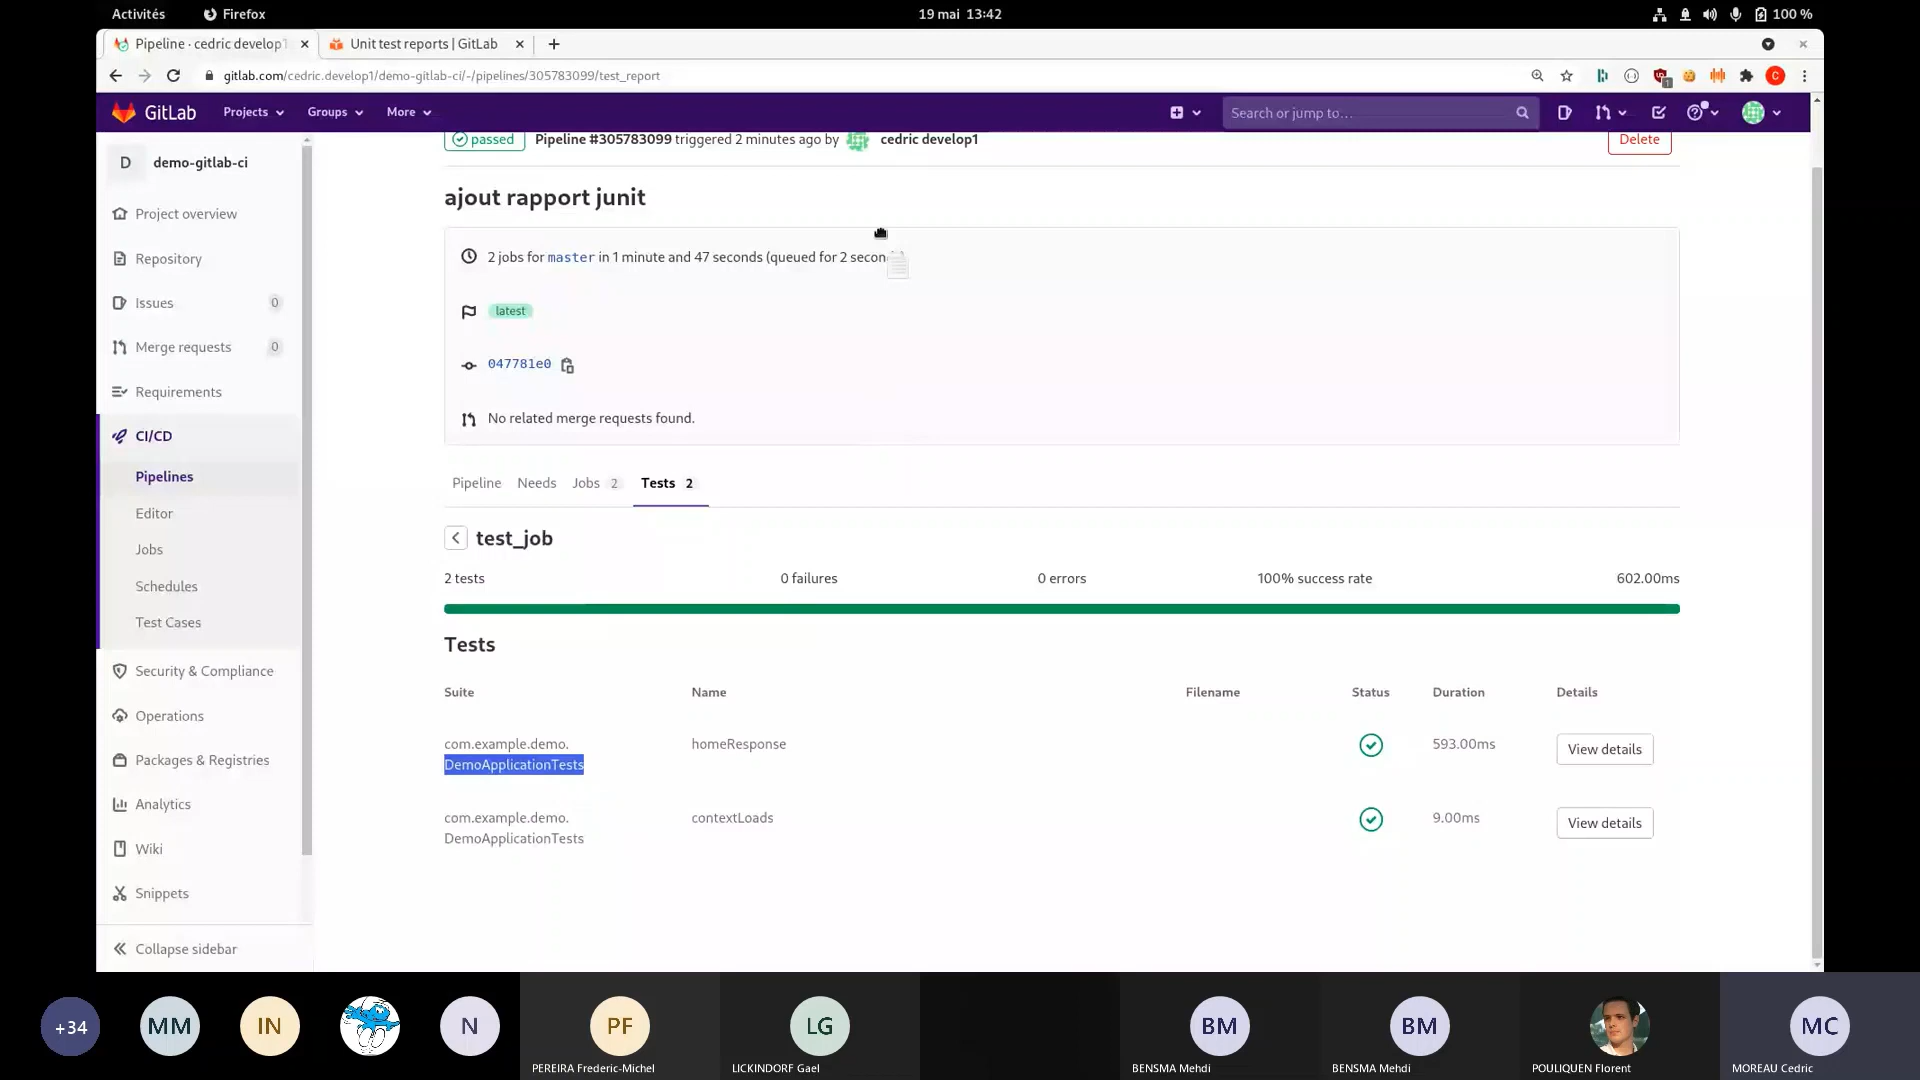 Activités
Firefox
19 mai 13:42
100 %
Pipeline · cedric develop1
Unit test reports | GitLab
gitlab.com/cedric.develop1/demo-gitlab-ci/-/pipelines/305783099/test_report
1
C
GitLab
Projects
Groups
More
Search or jump to...
D
demo-gitlab-ci
Project overview
Repository
Issues 0
Merge requests 0
Requirements
CI/CD
Pipelines
Editor
Jobs
Schedules
Test Cases
Security & Compliance
Operations
Packages & Registries
Analytics
Wiki
Snippets
Collapse sidebar
passed Pipeline #305783099 triggered 2 minutes ago by cedric develop1
Delete
ajout rapport junit
2 jobs for master in 1 minute and 47 seconds (queued for 2
latest
047781e0
No related merge requests found.
Pipeline Needs Jobs 2 Tests 2
test_job
2 tests 0 failures 0 errors 100% success rate 602.00ms
Tests
Suite Name Filename Status Duration Details
com.example.demo.
DemoApplicationTests
homeResponse
593.00ms
View details
com.example.demo.
DemoApplicationTests
contextLoads
9.00ms
View details
+34
MM
IN
N
PF
PEREIRA Frederic-Michel
LG
LICKINDORF Gael
BM
BENSMA Mehdi
BM
BENSMA Mehdi
POULIQUEN Florent
MC
MOREAU Cedric